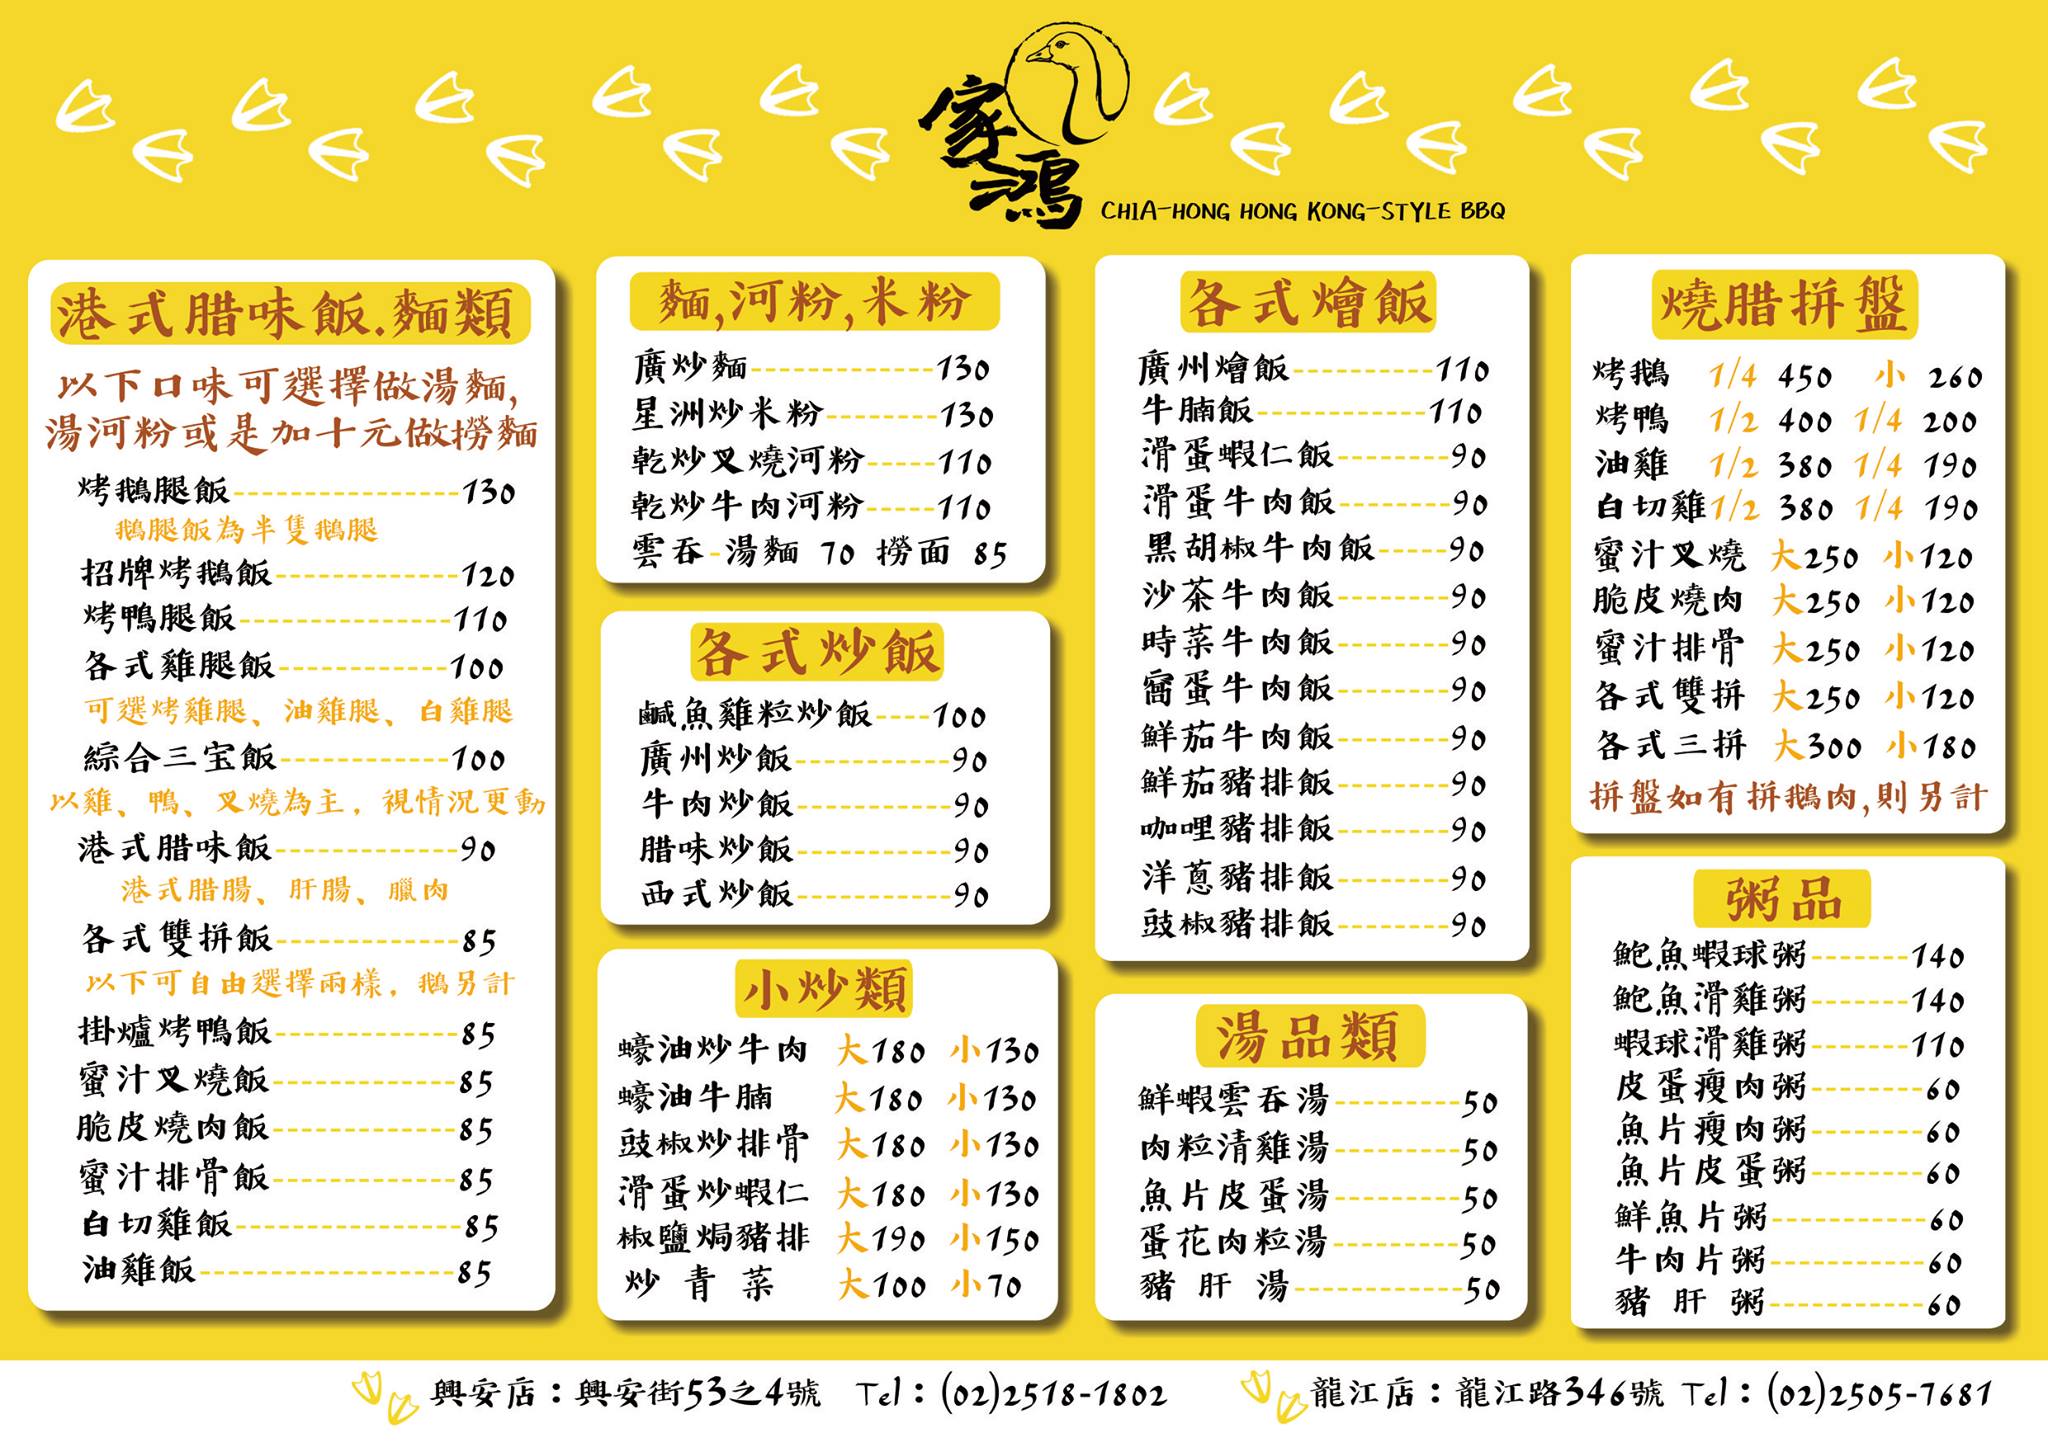 家鴻
CHIA-HONG HONG KONG-STYLE BBQ
港式腊味飯.麵類
以下口味可選擇做湯麵,
湯河粉或是加十元做撈麵
烤鵝腿飯 130
鵝腿飯為半隻鵝腿
招牌烤鵝飯 120
烤鴨腿飯 110
各式雞腿飯 100
可選烤雞腿、油雞腿、白雞腿
綜合三宝飯 100
以雞、鴨、叉燒為主，視情況更動
港式腊味飯 90
港式腊腸、肝腸、臘肉
各式雙拼飯 85
以下可自由選擇兩樣，鵝另計
掛爐烤鴨飯 85
蜜汁叉燒飯 85
脆皮燒肉飯 85
蜜汁排骨飯 85
白切雞飯 85
油雞飯 85
麵,河粉,米粉
廣炒麵 130
星洲炒米粉 130
乾炒叉燒河粉 110
乾炒牛肉河粉 110
雲吞-湯麵 70 撈面 85
各式炒飯
鹹魚雞粒炒飯 100
廣州炒飯 90
牛肉炒飯 90
腊味炒飯 90
西式炒飯 90
小炒類
蠔油炒牛肉 大180 小130
蠔油牛腩 大180 小130
豉椒炒排骨 大180 小130
滑蛋炒蝦仁 大180 小130
椒鹽焗豬排 大190 小150
炒青菜 大100 小70
各式燴飯
廣州燴飯 110
牛腩飯 110
滑蛋蝦仁飯 90
滑蛋牛肉飯 90
黑胡椒牛肉飯 90
沙茶牛肉飯 90
時菜牛肉飯 90
窩蛋牛肉飯 90
鮮茄牛肉飯 90
鮮茄豬排飯 90
咖哩豬排飯 90
洋蔥豬排飯 90
豉椒豬排飯 90
湯品類
鮮蝦雲吞湯 50
肉粒清雞湯 50
魚片皮蛋湯 50
蛋花肉粒湯 50
豬肝湯 50
燒腊拼盤
烤鵝 1/4 450 小 260
烤鴨 1/2 400 1/4 200
油雞 1/2 380 1/4 190
白切雞 1/2 380 1/4 190
蜜汁叉燒 大250 小120
脆皮燒肉 大250 小120
蜜汁排骨 大250 小120
各式雙拼 大250 小120
各式三拼 大300 小180
拼盤如有拼鵝肉,則另計
粥品
鮑魚蝦球粥 140
鮑魚滑雞粥 140
蝦球滑雞粥 110
皮蛋瘦肉粥 60
魚片瘦肉粥 60
魚片皮蛋粥 60
鮮魚片粥 60
牛肉片粥 60
豬肝粥 60
興安店：興安街53之4號 Tel：(02)2518-1802
龍江店：龍江路346號 Tel：(02)2505-7681